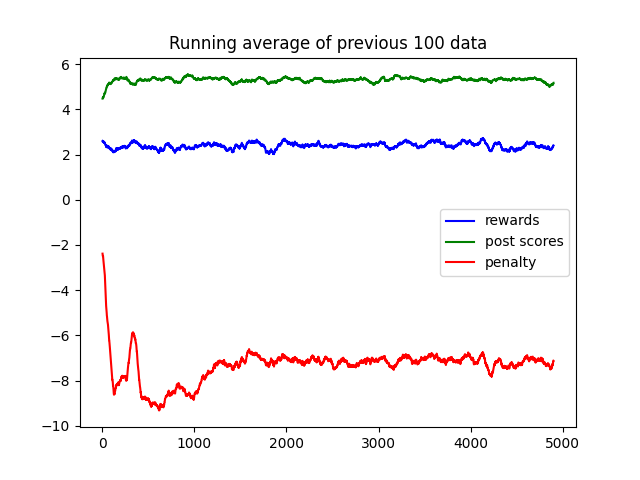 Running average of previous 100 data
6
4
2
0
−2
−4
−6
−8
−10
rewards
post scores
penalty
0 1000 2000 3000 4000 5000